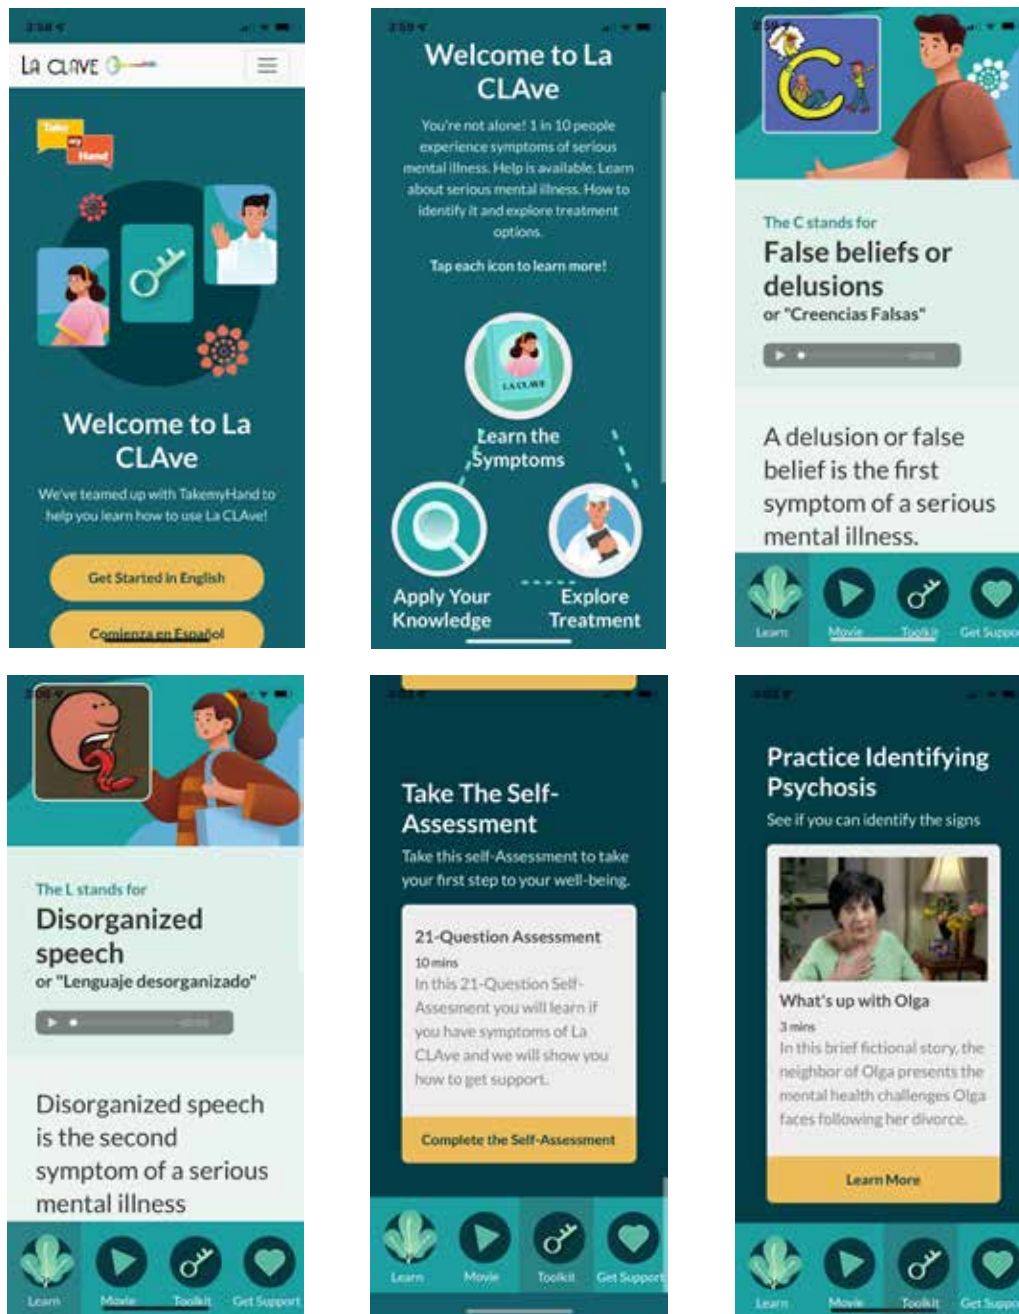 3:58
LA CLAVE
Take
my
Hand
Welcome to La
CLAve
We've teamed up with TakemyHand to
help you learn how to use La CLAve!
Get Started in English
Comienza en Español
3:59
Welcome to La
CLAve
You're not alone! 1 in 10 people
experience symptoms of serious
mental illness. Help is available. Learn
about serious mental illness. How to
identify it and explore treatment
options.
Tap each icon to learn more!
LA CLAVE
Learn the
Symptoms
Apply Your
Knowledge
Explore
Treatment
C
The C stands for
False beliefs or
delusions
or "Creencias Falsas"
A delusion or false
belief is the first
symptom of a serious
mental illness.
Learn
Movie
Toolkit
Get Suppor
The L stands for
Disorganized
speech
or "Lenguaje desorganizado"
Disorganized speech
is the second
symptom of a serious
mental illness
Learn
Movie
Toolkit
Get Support
Take The Self-
Assessment
Take this self-Assessment to take
your first step to your well-being.
21-Question Assessment
10 mins
In this 21-Question Self-
Assesment you will learn if
you have symptoms of La
CLAve and we will show you
how to get support.
Complete the Self-Assessment
Learn
Movie
Toolkit
Get Support
Practice Identifying
Psychosis
See if you can identify the signs
What's up with Olga
3 mins
In this brief fictional story, the
neighbor of Olga presents the
mental health challenges Olga
faces following her divorce.
Learn More
Learn
Movie
Toolkit
Get Suppo